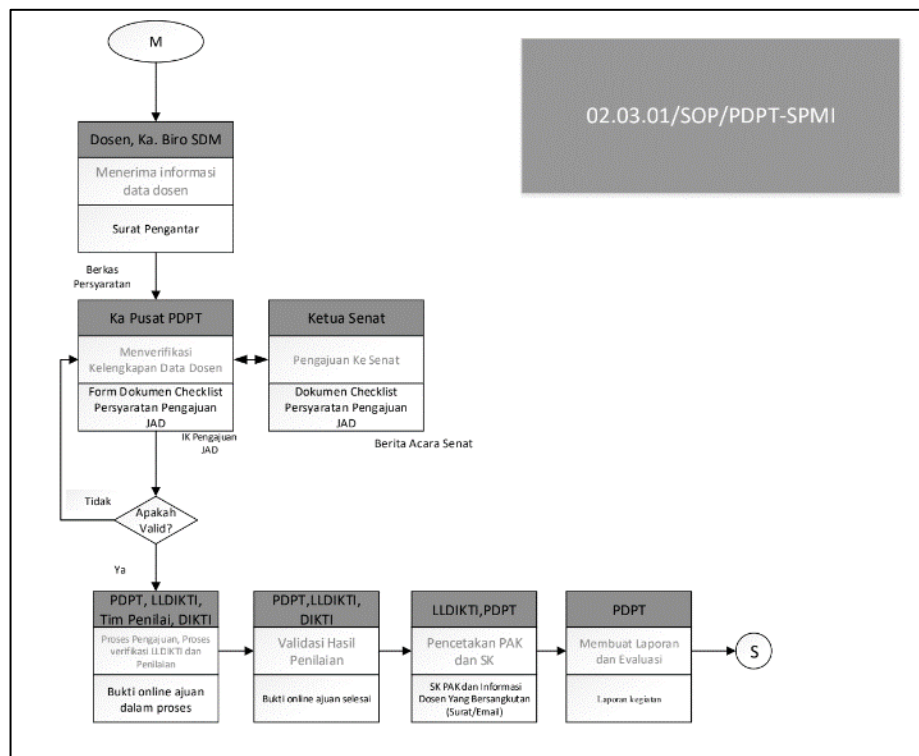 M
02.03.01/SOP/PDPT-SPMI
Dosen, Ka. Biro SDM
Menerima informasi
data dosen
Surat Pengantar
Berkas
Persyaratan
Ka Pusat PDPT
Menverifikasi
Kelengkapan Data Dosen
Form Dokumen Checklist
Persyaratan Pengajuan
JAD
IK Pengajuan
JAD
Ketua Senat
Pengajuan Ke Senat
Dokumen Checklist
Persyaratan Pengajuan
JAD
Berita Acara Senat
Tidak
Apakah
Valid?
Ya
PDPT, LLDIKTI,
Tim Penilai, DIKTI
Proses Pengajuan, Proses
verifikasi LLDIKTI dan
Penilaian
Bukti online ajuan
dalam proses
PDPT,LLDIKTI,
DIKTI
Validasi Hasil
Penilaian
Bukti online ajuan selesai
LLDIKTI,PDPT
Pencetakan PAK
dan SK
SK PAK dan Informasi
Dosen Yang Bersangkutan
(Surat/Email)
PDPT
Membuat Laporan
dan Evaluasi
Laporan kegiatan
S